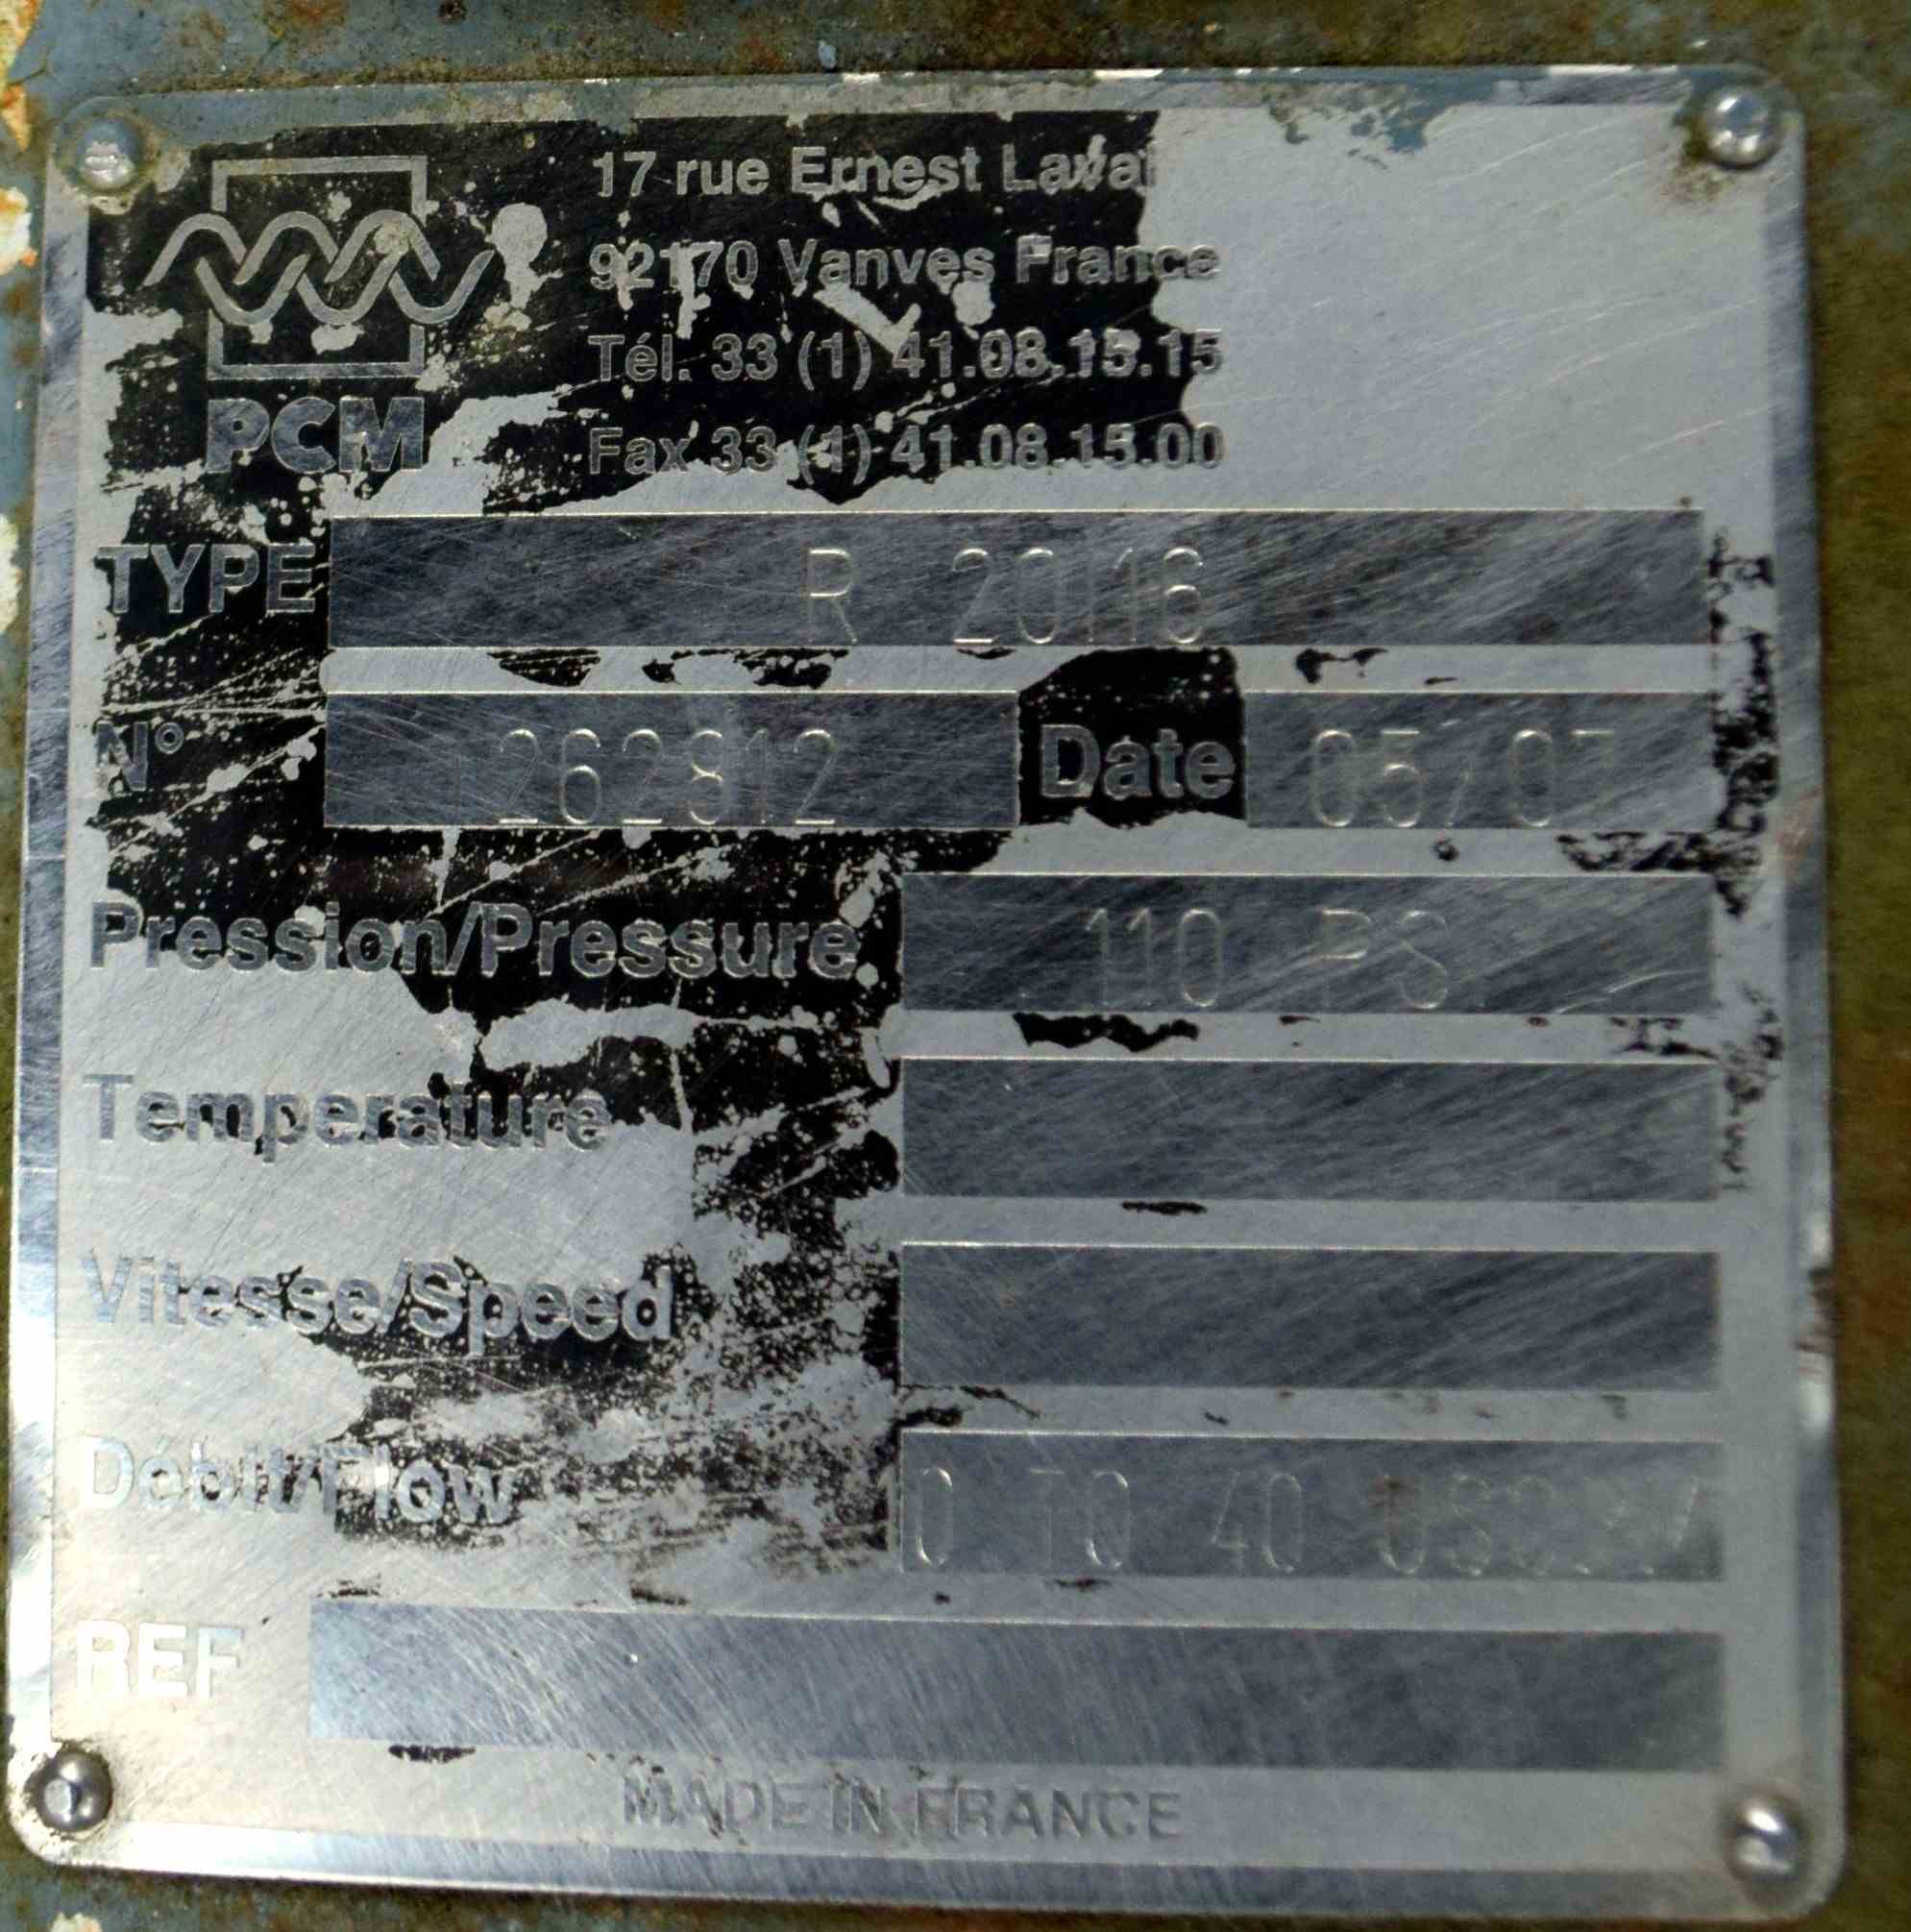 17 rue Ernest Laval
92170 Vanves France
Tél. 33 (1) 41.08.15.15
Fax 33 (1) 41.08.15.00
PCM
TYPE R 20I16
N° 262812 Date 05/07
Pression/Pressure 110 PSI
Temperature
Vitesse/Speed
Débit/Flow 0 TO 40
REF
MADE IN FRANCE